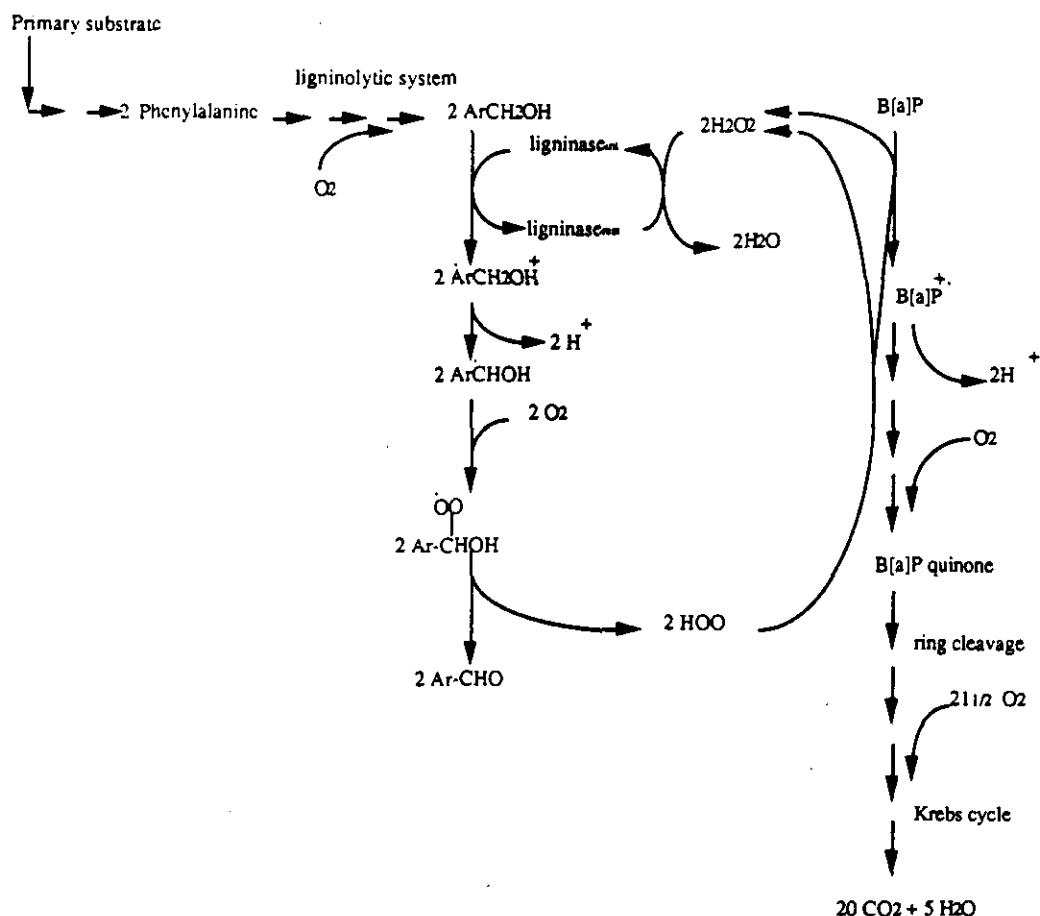 Primary substrate
ligninolytic system
2 Phenylalanine
2 ArCH2OH
2H2O2
B[a]P
O2
ligninase
ligninase
2H2O
2 ArCH2OH +
B[a]P +.
2 H +
2 ArCHOH
2H +
2 O2
O2
OO
2 Ar-CHOH
B[a]P quinone
2 HOO
ring cleavage
2 Ar-CHO
21 1/2 O2
Krebs cycle
20 CO2 + 5 H2O